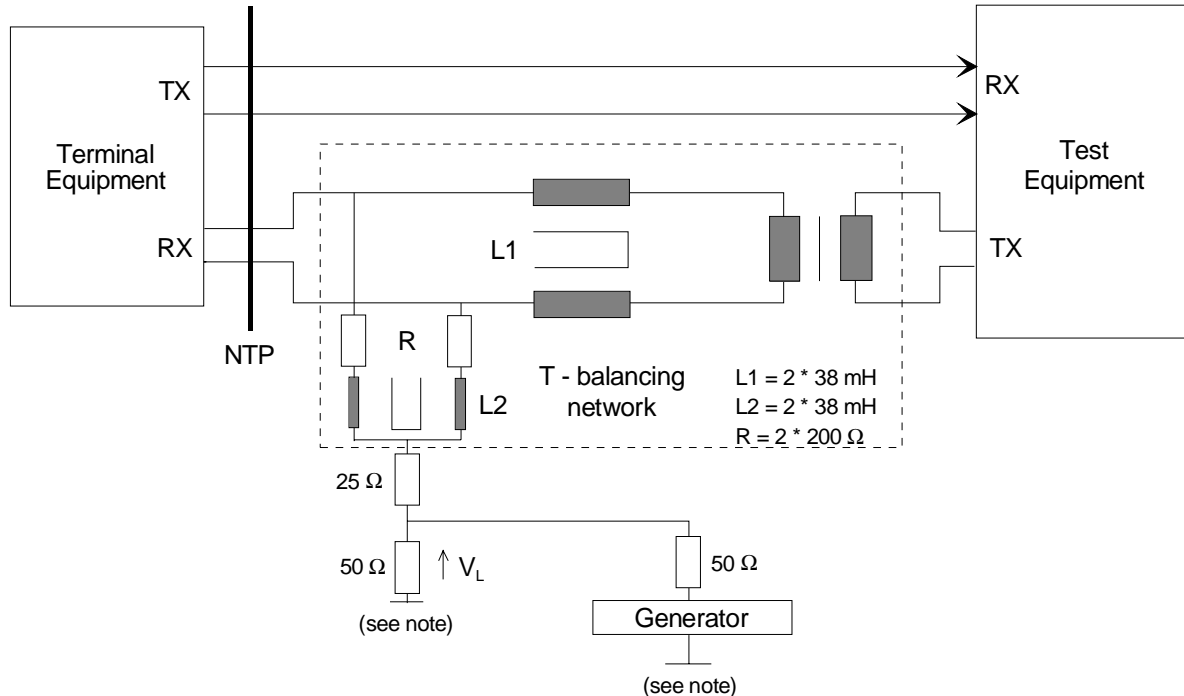 TX
RX
Terminal
Equipment
Test
Equipment
RX
L1
TX
NTP
R
L2
T - balancing
network
L1 = 2 * 38 mH
L2 = 2 * 38 mH
R = 2 * 200 Ω
25 Ω
50 Ω
V_L
50 Ω
(see note)
Generator
(see note)